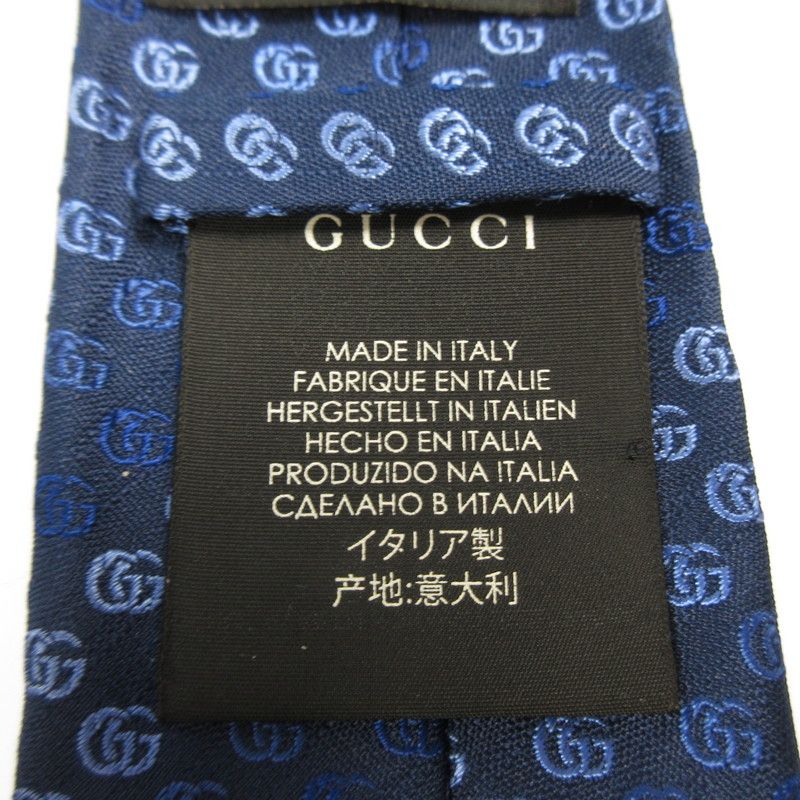 GUCCI
MADE IN ITALY
FABRIQUE EN ITALIE
HERGESTELLT IN ITALIEN
HECHO EN ITALIA
PRODUZIDO NA ITALIA
СДЕЛАНО В ИТАЛИИ
イタリア製
产地:意大利